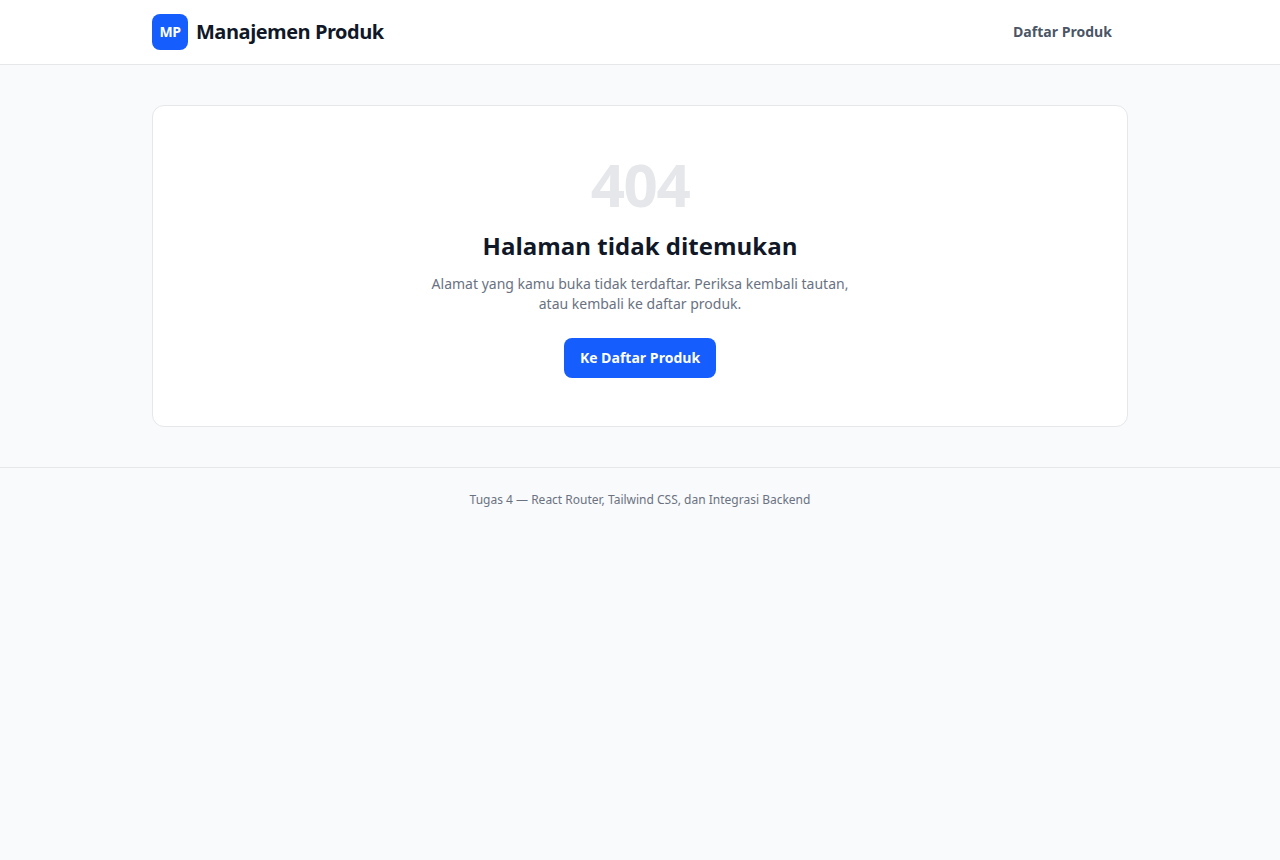 MP Manajemen Produk
Daftar Produk
404
Halaman tidak ditemukan
Alamat yang kamu buka tidak terdaftar. Periksa kembali tautan,
atau kembali ke daftar produk.
Ke Daftar Produk
Tugas 4 — React Router, Tailwind CSS, dan Integrasi Backend